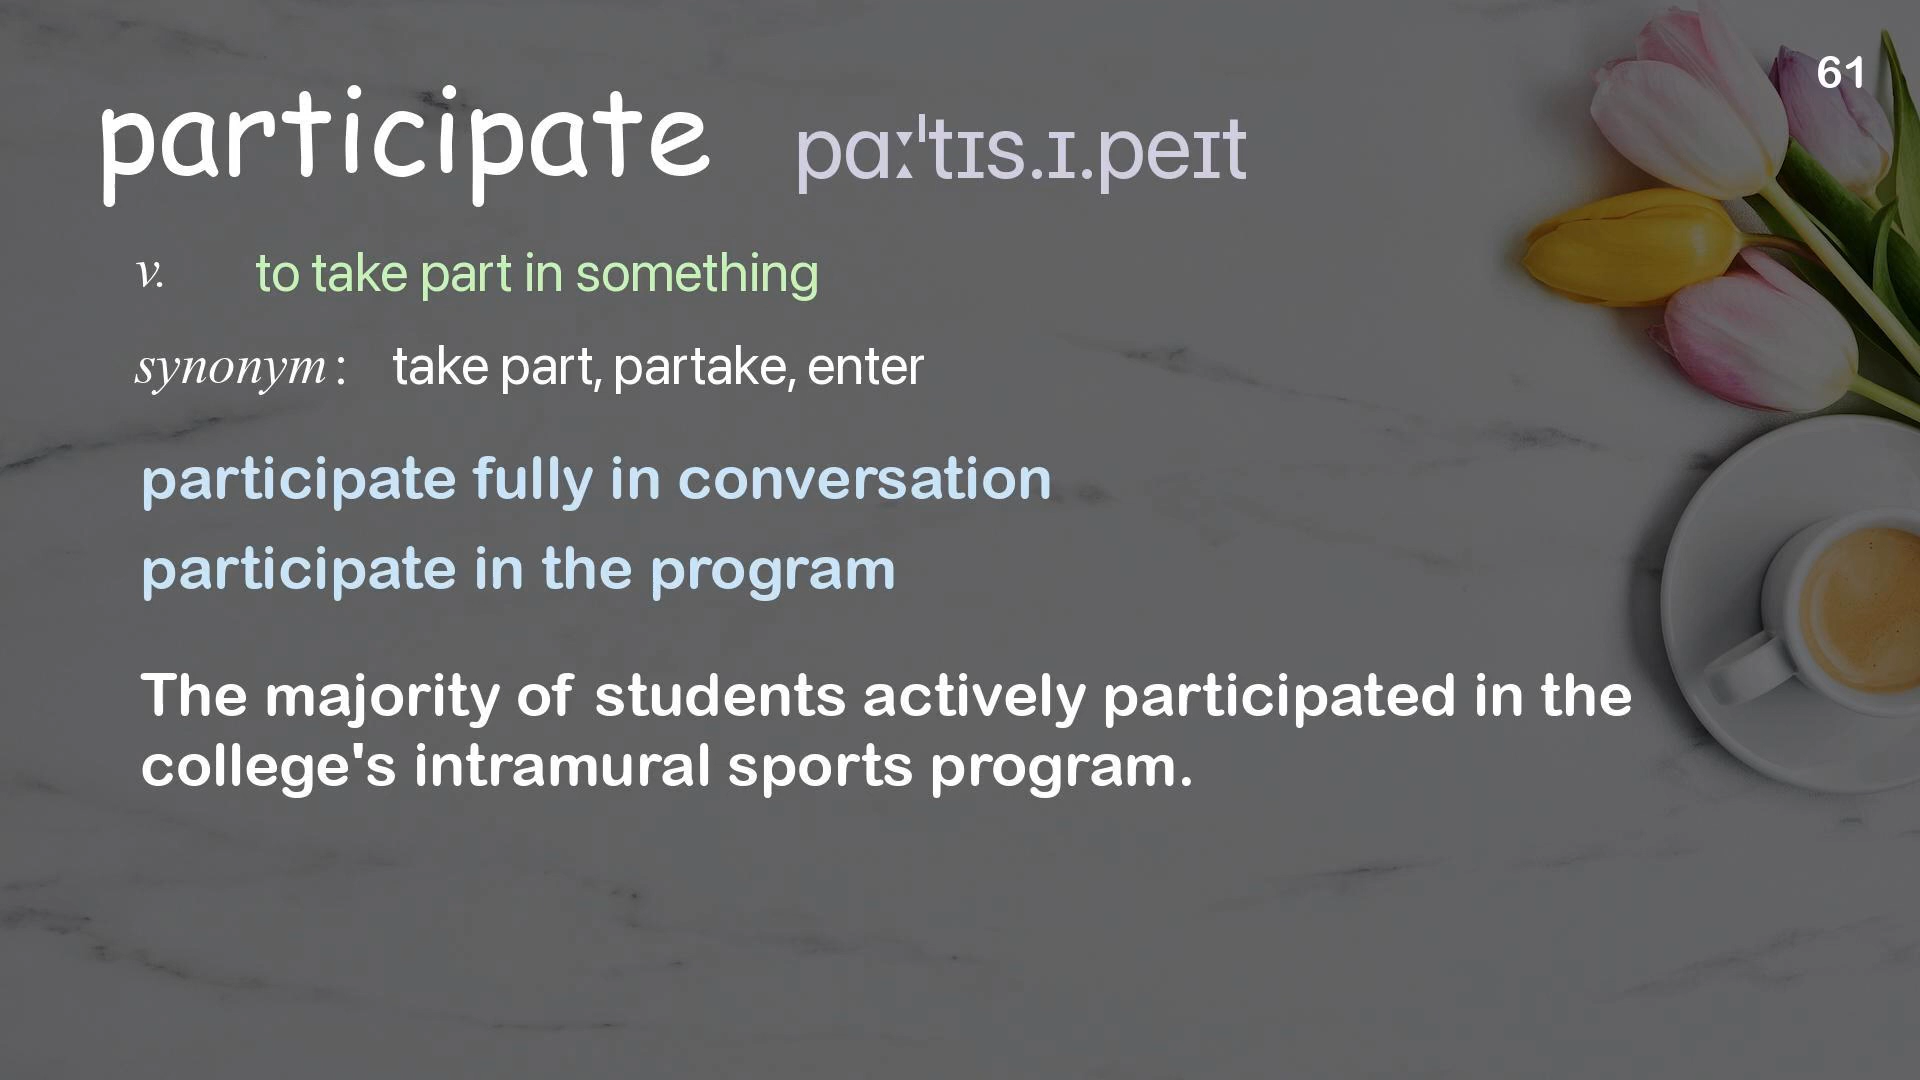 61
participate pɑːˈtɪs.ɪ.peɪt
v. to take part in something
synonym: take part, partake, enter
participate fully in conversation
participate in the program
The majority of students actively participated in the
college's intramural sports program.